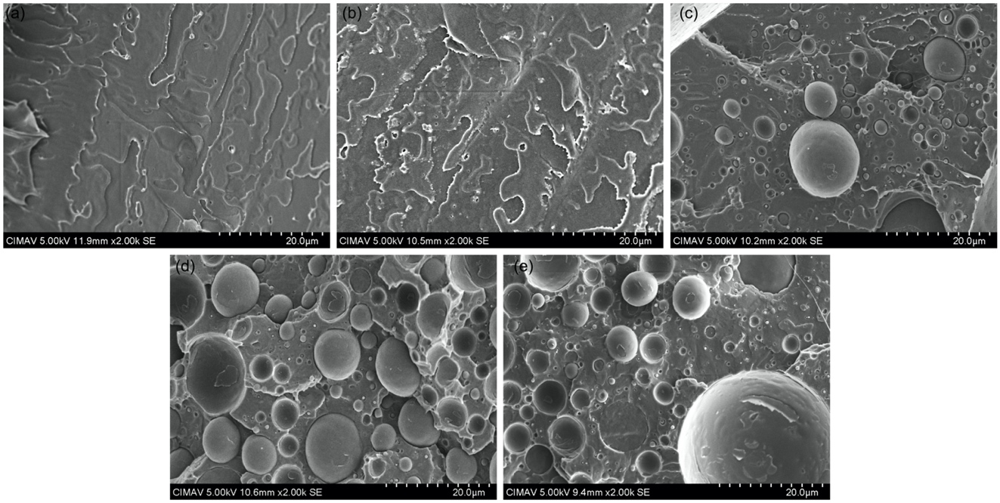 (a)
CIMAV 5.00kV 11.9mm x2.00k SE 20.0µm
(b)
CIMAV 5.00kV 10.5mm x2.00k SE 20.0µm
(c)
CIMAV 5.00kV 10.2mm x2.00k SE 20.0µm
(d)
CIMAV 5.00kV 10.6mm x2.00k SE 20.0µm
(e)
CIMAV 5.00kV 9.4mm x2.00k SE 20.0µm